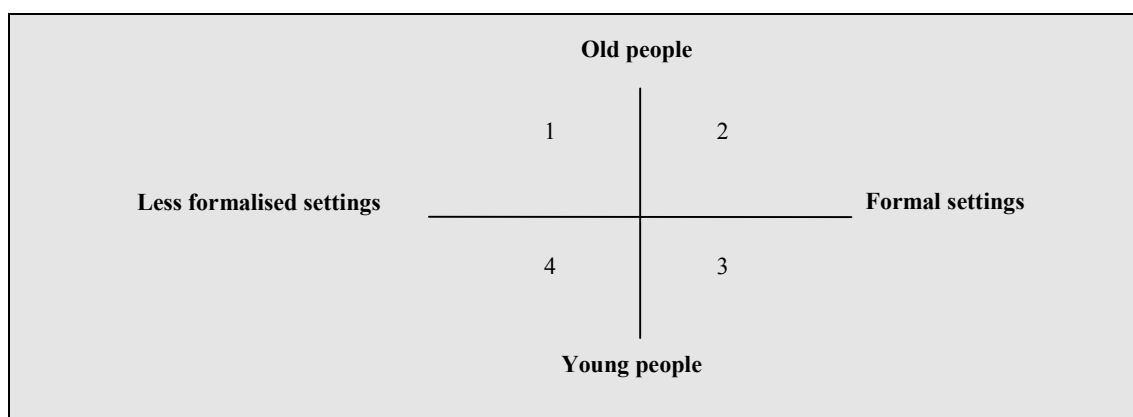 Old people
1 2
Less formalised settings Formal settings
4 3
Young people